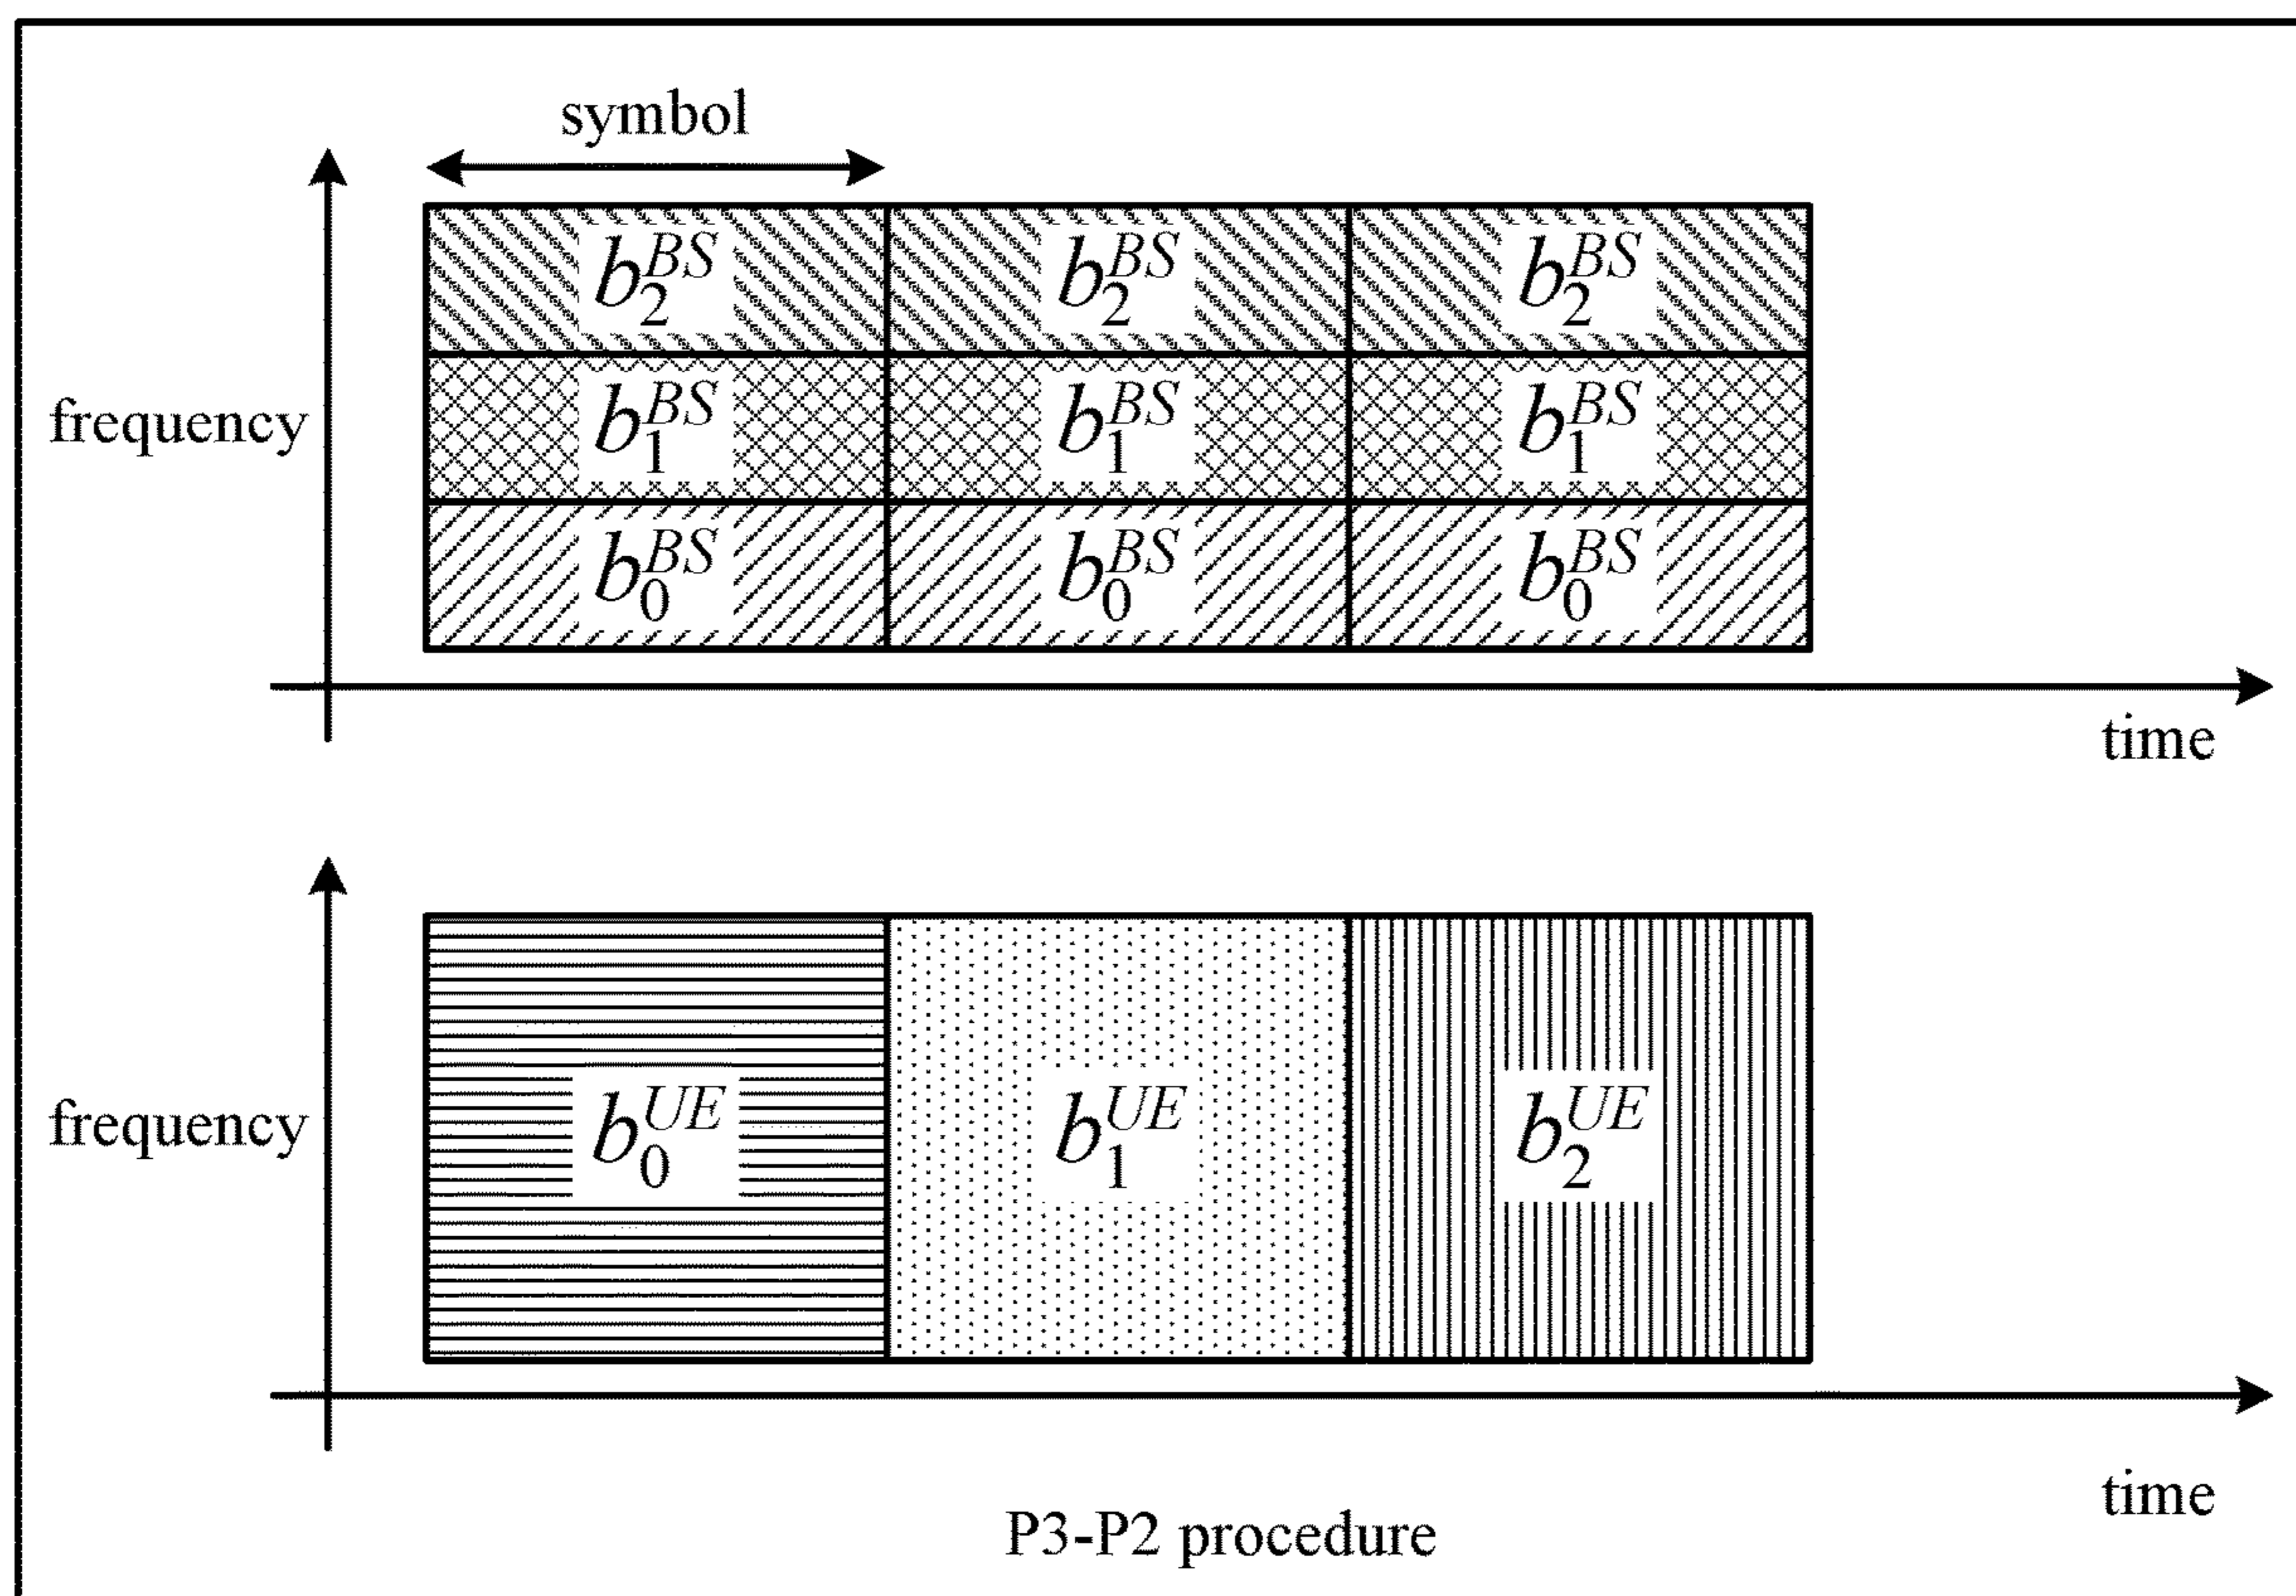 symbol
b_2^{BS} b_2^{BS} b_2^{BS}
frequency
b_1^{BS} b_1^{BS} b_1^{BS}
b_0^{BS} b_0^{BS} b_0^{BS}
time
frequency
b_0^{UE} b_1^{UE} b_2^{UE}
time
P3-P2 procedure